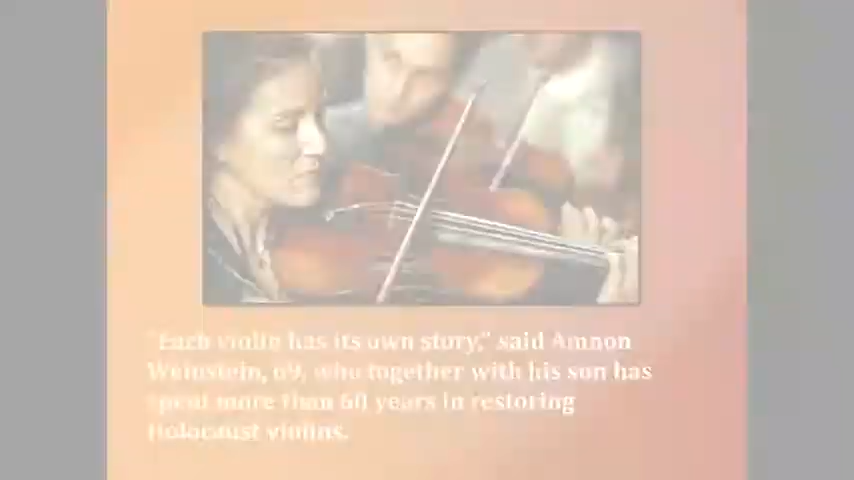 "Each violin has its own story," said Amnon
Weinstein, 69, who together with his son has
spent more than 60 years in restoring
Holocaust violins.